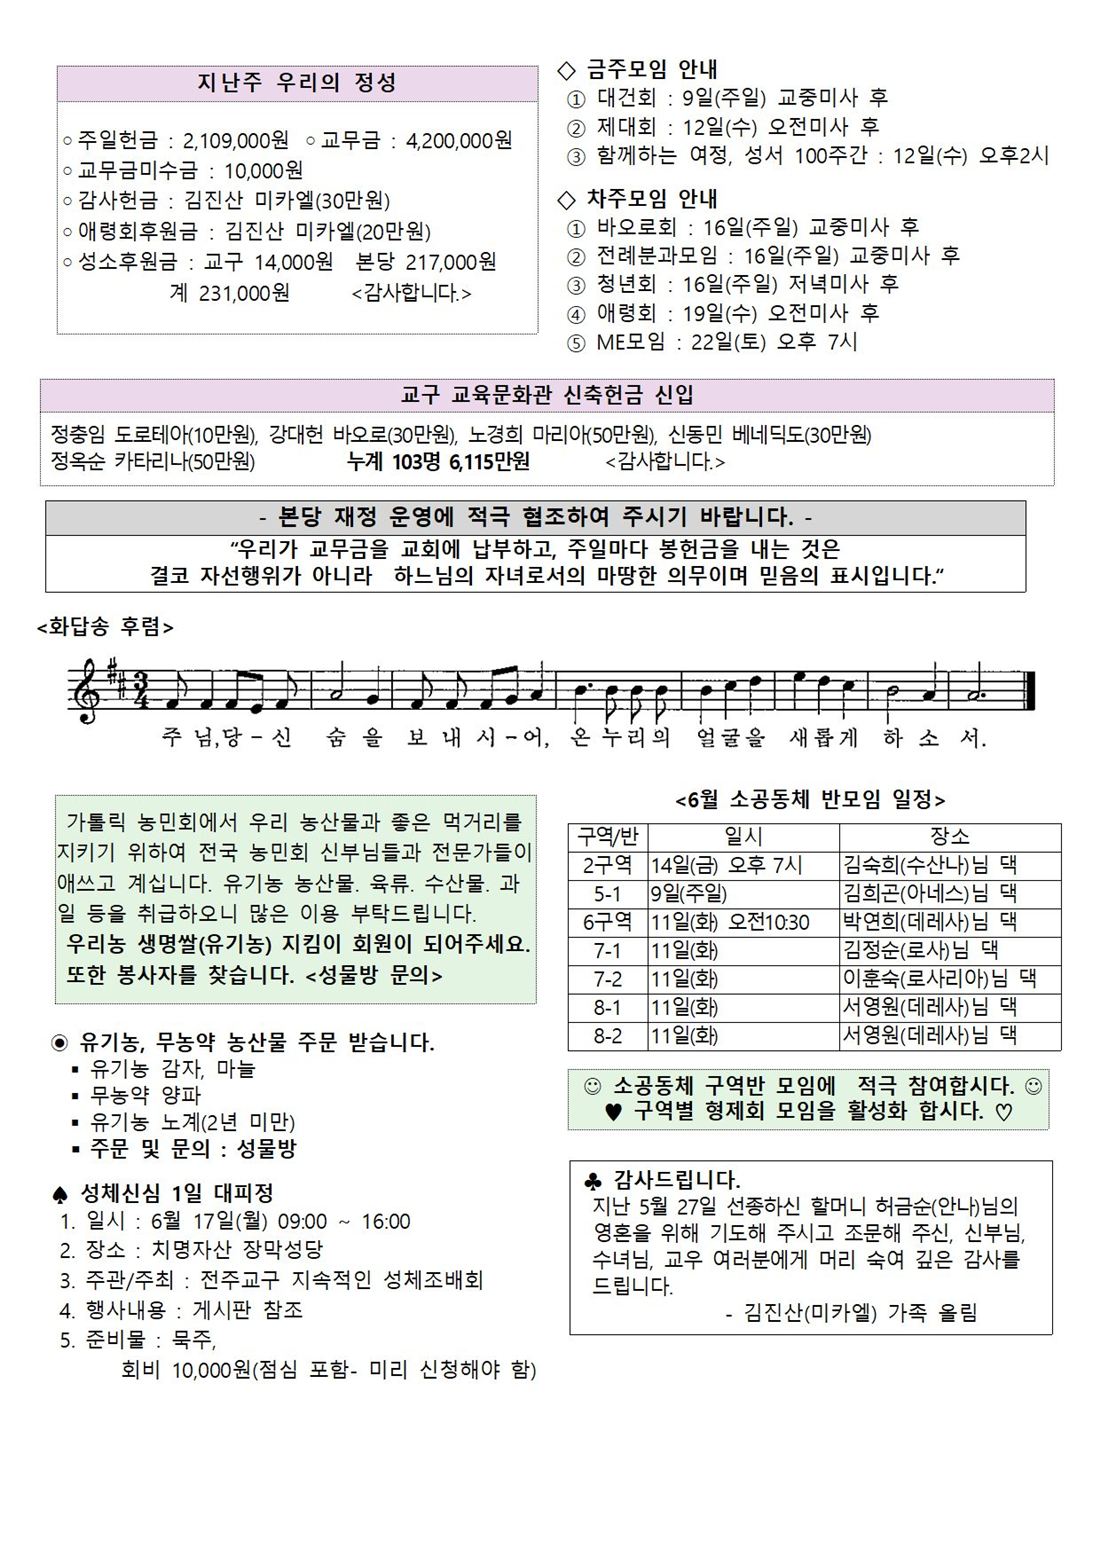 지난주 우리의 정성
○ 주일헌금 : 2,109,000원 ○ 교무금 : 4,200,000원
○ 교무금미수금 : 10,000원
○ 감사헌금 : 김진산 미카엘(30만원)
○ 애령회후원금 : 김진산 미카엘(20만원)
○ 성소후원금 : 교구 14,000원 본당 217,000원
계 231,000원 <감사합니다.>
◇ 금주모임 안내
① 대건회 : 9일(주일) 교중미사 후
② 제대회 : 12일(수) 오전미사 후
③ 함께하는 여정, 성서 100주간 : 12일(수) 오후2시
◇ 차주모임 안내
① 바오로회 : 16일(주일) 교중미사 후
② 전례분과모임 : 16일(주일) 교중미사 후
③ 청년회 : 16일(주일) 저녁미사 후
④ 애령회 : 19일(수) 오전미사 후
⑤ ME모임 : 22일(토) 오후 7시
교구 교육문화관 신축헌금 신입
정충임 도로테아(10만원), 강대헌 바오로(30만원), 노경희 마리아(50만원), 신동민 베네딕도(30만원)
정옥순 카타리나(50만원) 누계 103명 6,115만원 <감사합니다.>
- 본당 재정 운영에 적극 협조하여 주시기 바랍니다. -
“우리가 교무금을 교회에 납부하고, 주일마다 봉헌금을 내는 것은
결코 자선행위가 아니라 하느님의 자녀로서의 마땅한 의무이며 믿음의 표시입니다.“
<화답송 후렴>
3
4
주 님,당 - 신 숨 을 보 내 시 - 어, 온 누 리 의 얼 굴 을 새 롭 게 하 소 서.
가톨릭 농민회에서 우리 농산물과 좋은 먹거리를
지키기 위하여 전국 농민회 신부님들과 전문가들이
애쓰고 계십니다. 유기농 농산물. 육류. 수산물. 과
일 등을 취급하오니 많은 이용 부탁드립니다.
우리농 생명쌀(유기농) 지킴이 회원이 되어주세요.
또한 봉사자를 찾습니다. <성물방 문의>
◉ 유기농, 무농약 농산물 주문 받습니다.
▪ 유기농 감자, 마늘
▪ 무농약 양파
▪ 유기농 노계(2년 미만)
▪ 주문 및 문의 : 성물방
♠ 성체신심 1일 대피정
1. 일시 : 6월 17일(월) 09:00 ~ 16:00
2. 장소 : 치명자산 장막성당
3. 주관/주최 : 전주교구 지속적인 성체조배회
4. 행사내용 : 게시판 참조
5. 준비물 : 묵주,
회비 10,000원(점심 포함- 미리 신청해야 함)
<6월 소공동체 반모임 일정>
구역/반 일시 장소
2구역 14일(금) 오후 7시 김숙희(수산나)님 댁
5-1 9일(주일) 김희곤(아네스)님 댁
6구역 11일(화) 오전10:30 박연희(데레사)님 댁
7-1 11일(화) 김정순(로사)님 댁
7-2 11일(화) 이훈숙(로사리아)님 댁
8-1 11일(화) 서영원(데레사)님 댁
8-2 11일(화) 서영원(데레사)님 댁
☺ 소공동체 구역반 모임에 적극 참여합시다. ☺
♥ 구역별 형제회 모임을 활성화 합시다. ♡
♣ 감사드립니다.
지난 5월 27일 선종하신 할머니 허금순(안나)님의
영혼을 위해 기도해 주시고 조문해 주신, 신부님,
수녀님, 교우 여러분에게 머리 숙여 깊은 감사를
드립니다.
- 김진산(미카엘) 가족 올림